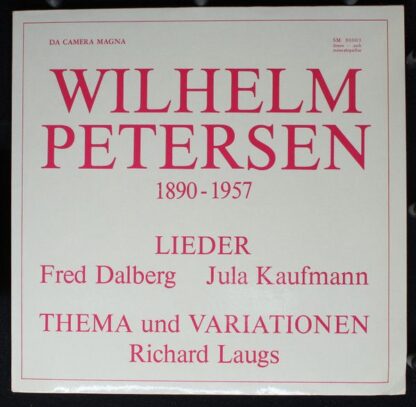 DA CAMERA MAGNA
SM
WILHELM
PETERSEN
1890 - 1957
LIEDER
Fred Dalberg Jula Kaufmann
THEMA und VARIATIONEN
Richard Laugs